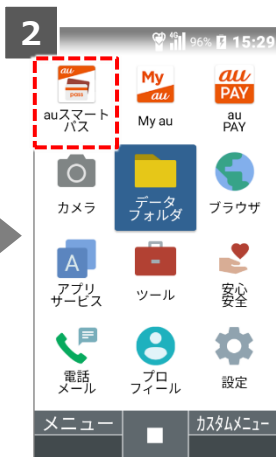 2
4G 96% 15:29
au
pass
auスマート
パス
My
au
My au
au
PAY
au
PAY
カメラ
データ
フォルダ
ブラウザ
A
アプリ
サービス
ツール
安心
安全
電話
メール
プロ
フィール
設定
メニュー
カスタムメニュー